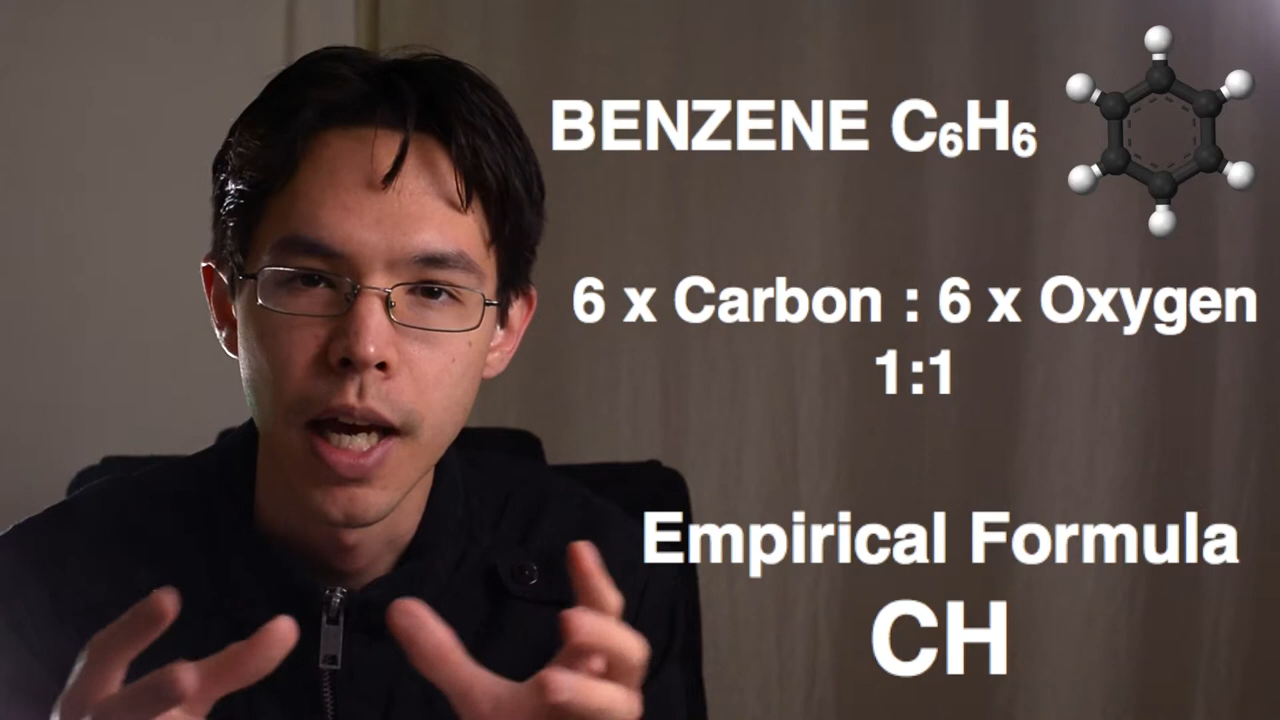 BENZENE C₆H₆
6 x Carbon : 6 x Oxygen
1:1
Empirical Formula
CH